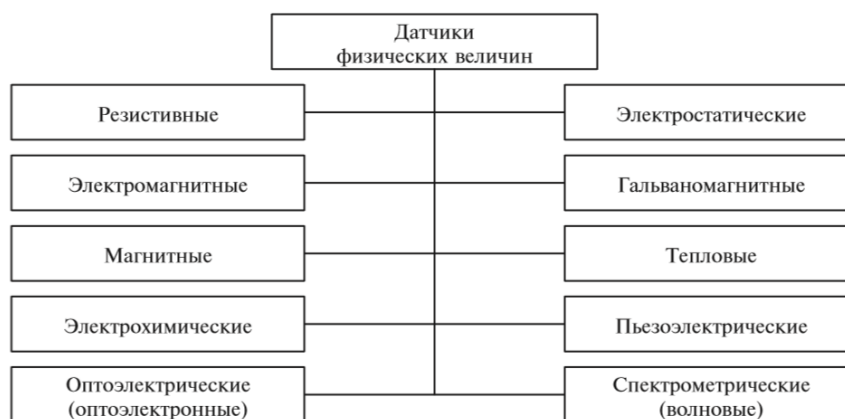 Датчики
физических величин
Резистивные
Электростатические
Электромагнитные
Гальваномагнитные
Магнитные
Тепловые
Электрохимические
Пьезоэлектрические
Оптоэлектрические
(оптоэлектронные)
Спектрометрические
(волновые)